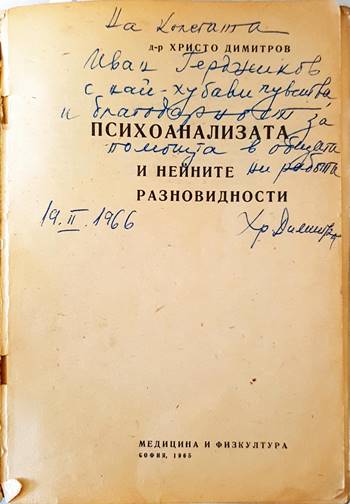 На колегата
д-р ХРИСТО ДИМИТРОВ
Иван Герджиков
с най-хубави чувства
и благодарност за
ПСИХОАНАЛИЗАТА
помощта в общата
И НЕЙНИТЕ ни работа
РАЗНОВИДНОСТИ
19.II.1966 Хр. Димитров
МЕДИЦИНА И ФИЗКУЛТУРА
СОФИЯ, 1965